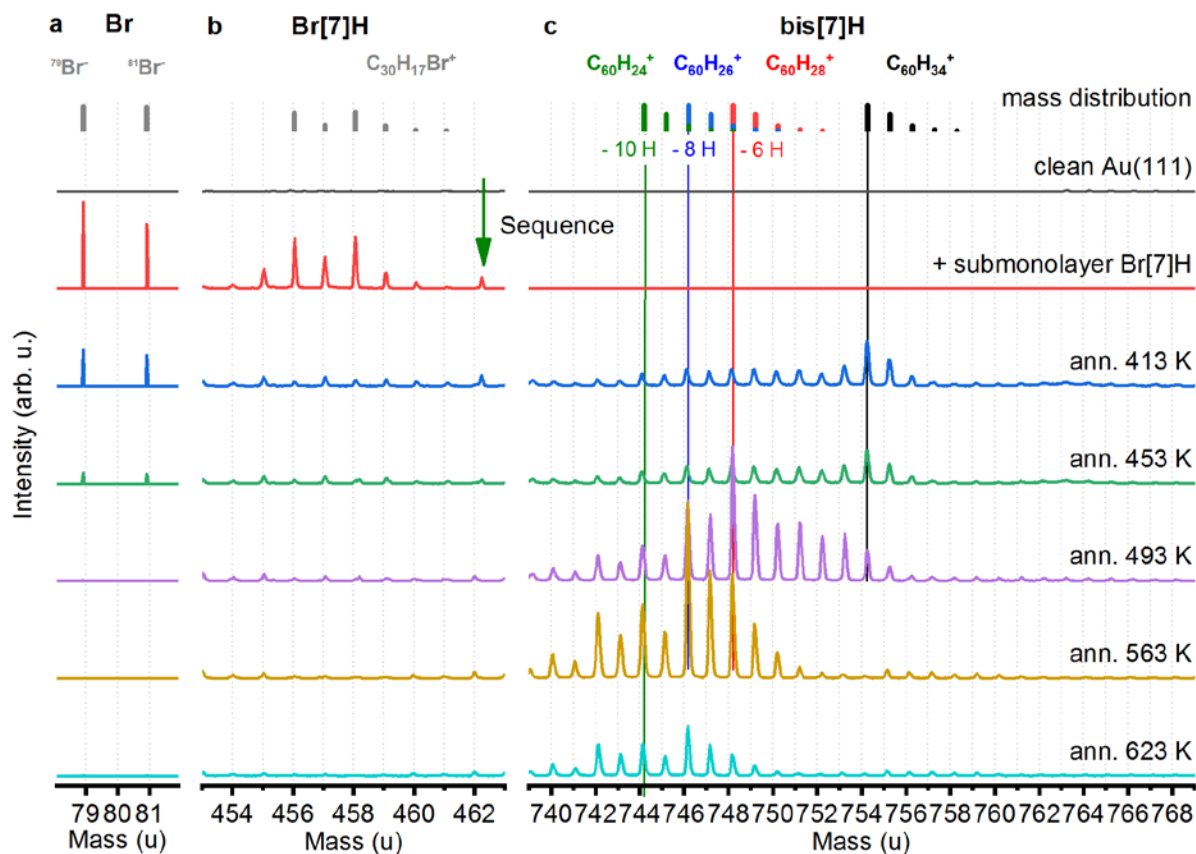 a Br
b Br[7]H
c bis[7]H
⁷⁹Br⁻ ⁸¹Br⁻
C₃₀H₁₇Br⁺
C₆₀H₂₄⁺ C₆₀H₂₆⁺ C₆₀H₂₈⁺ C₆₀H₃₄⁺
mass distribution
- 10 H - 8 H - 6 H
clean Au(111)
Sequence
+ submonolayer Br[7]H
ann. 413 K
ann. 453 K
ann. 493 K
ann. 563 K
ann. 623 K
Intensity (arb. u.)
79 80 81
Mass (u)
454 456 458 460 462
Mass (u)
740 742 744 746 748 750 752 754 756 758 760 762 764 766 768
Mass (u)